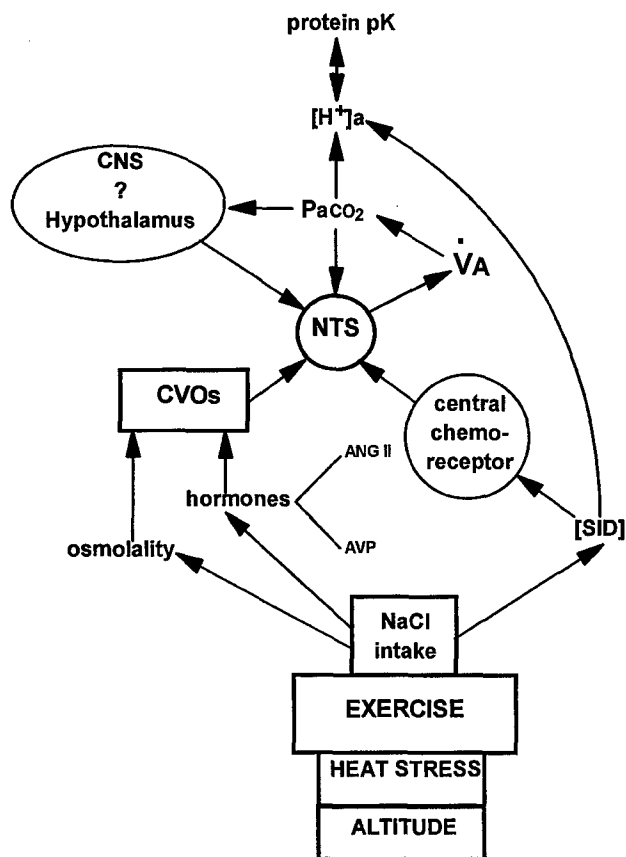 protein pK
[H⁺]a
CNS
?
Hypothalamus
PaCO₂
V̇A
NTS
CVOs
central
chemo-
receptor
ANG II
hormones
AVP
osmolality
[SID]
NaCl
intake
EXERCISE
HEAT STRESS
ALTITUDE